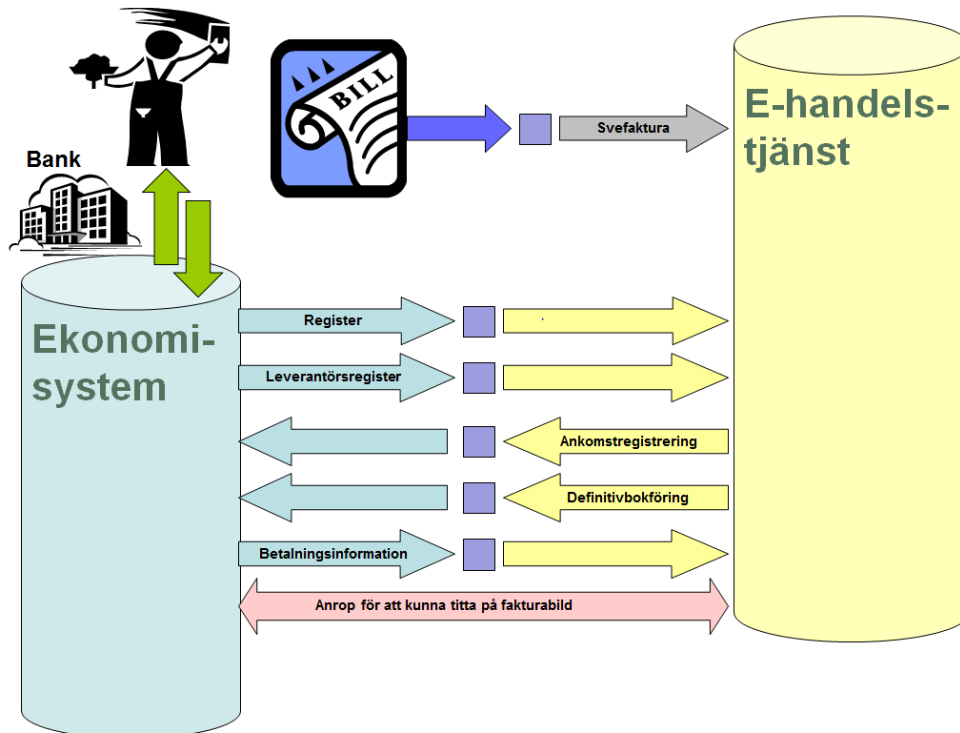 BILL
Svefaktura
E-handels-
tjänst
Bank
Ekonomi-
system
Register
Leverantörsregister
Ankomstregistrering
Definitivbokföring
Betalningsinformation
Anrop för att kunna titta på fakturabild